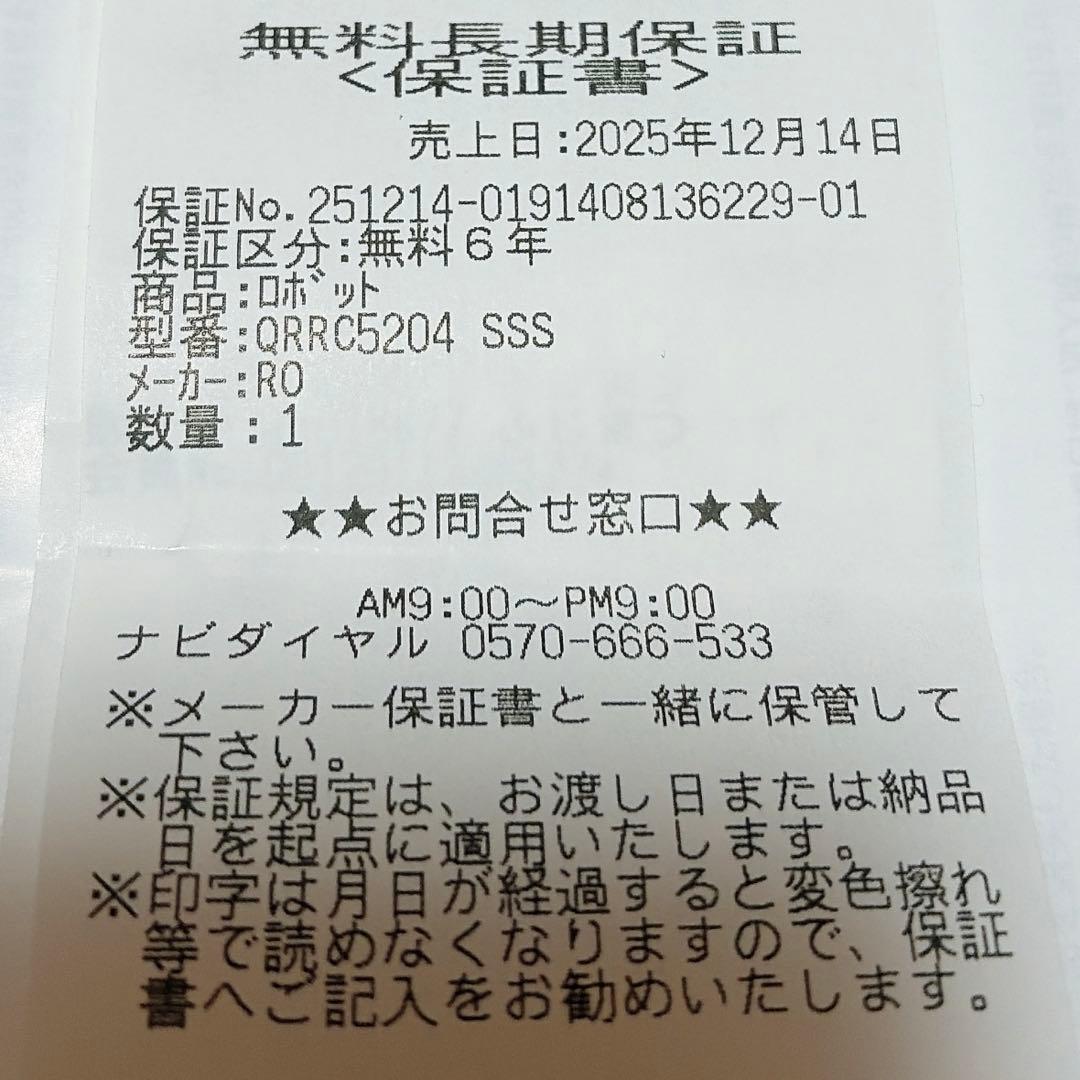 無料長期保証
<保証書>
売上日:2025年12月14日
保証No.251214-0191408136229-01
保証区分:無料6年
商品:ﾛﾎﾞｯﾄ
型番:QRRC5204 SSS
ﾒｰｶｰ:RO
数量:1
★★お問合せ窓口★★
AM9:00～PM9:00
ナビダイヤル 0570-666-533
※メーカー保証書と一緒に保管して
下さい。
※保証規定は、お渡し日または納品
日を起点に適用いたします。
※印字は月日が経過すると変色擦れ
等で読めなくなりますので、保証
書へご記入をお勧めいたします。